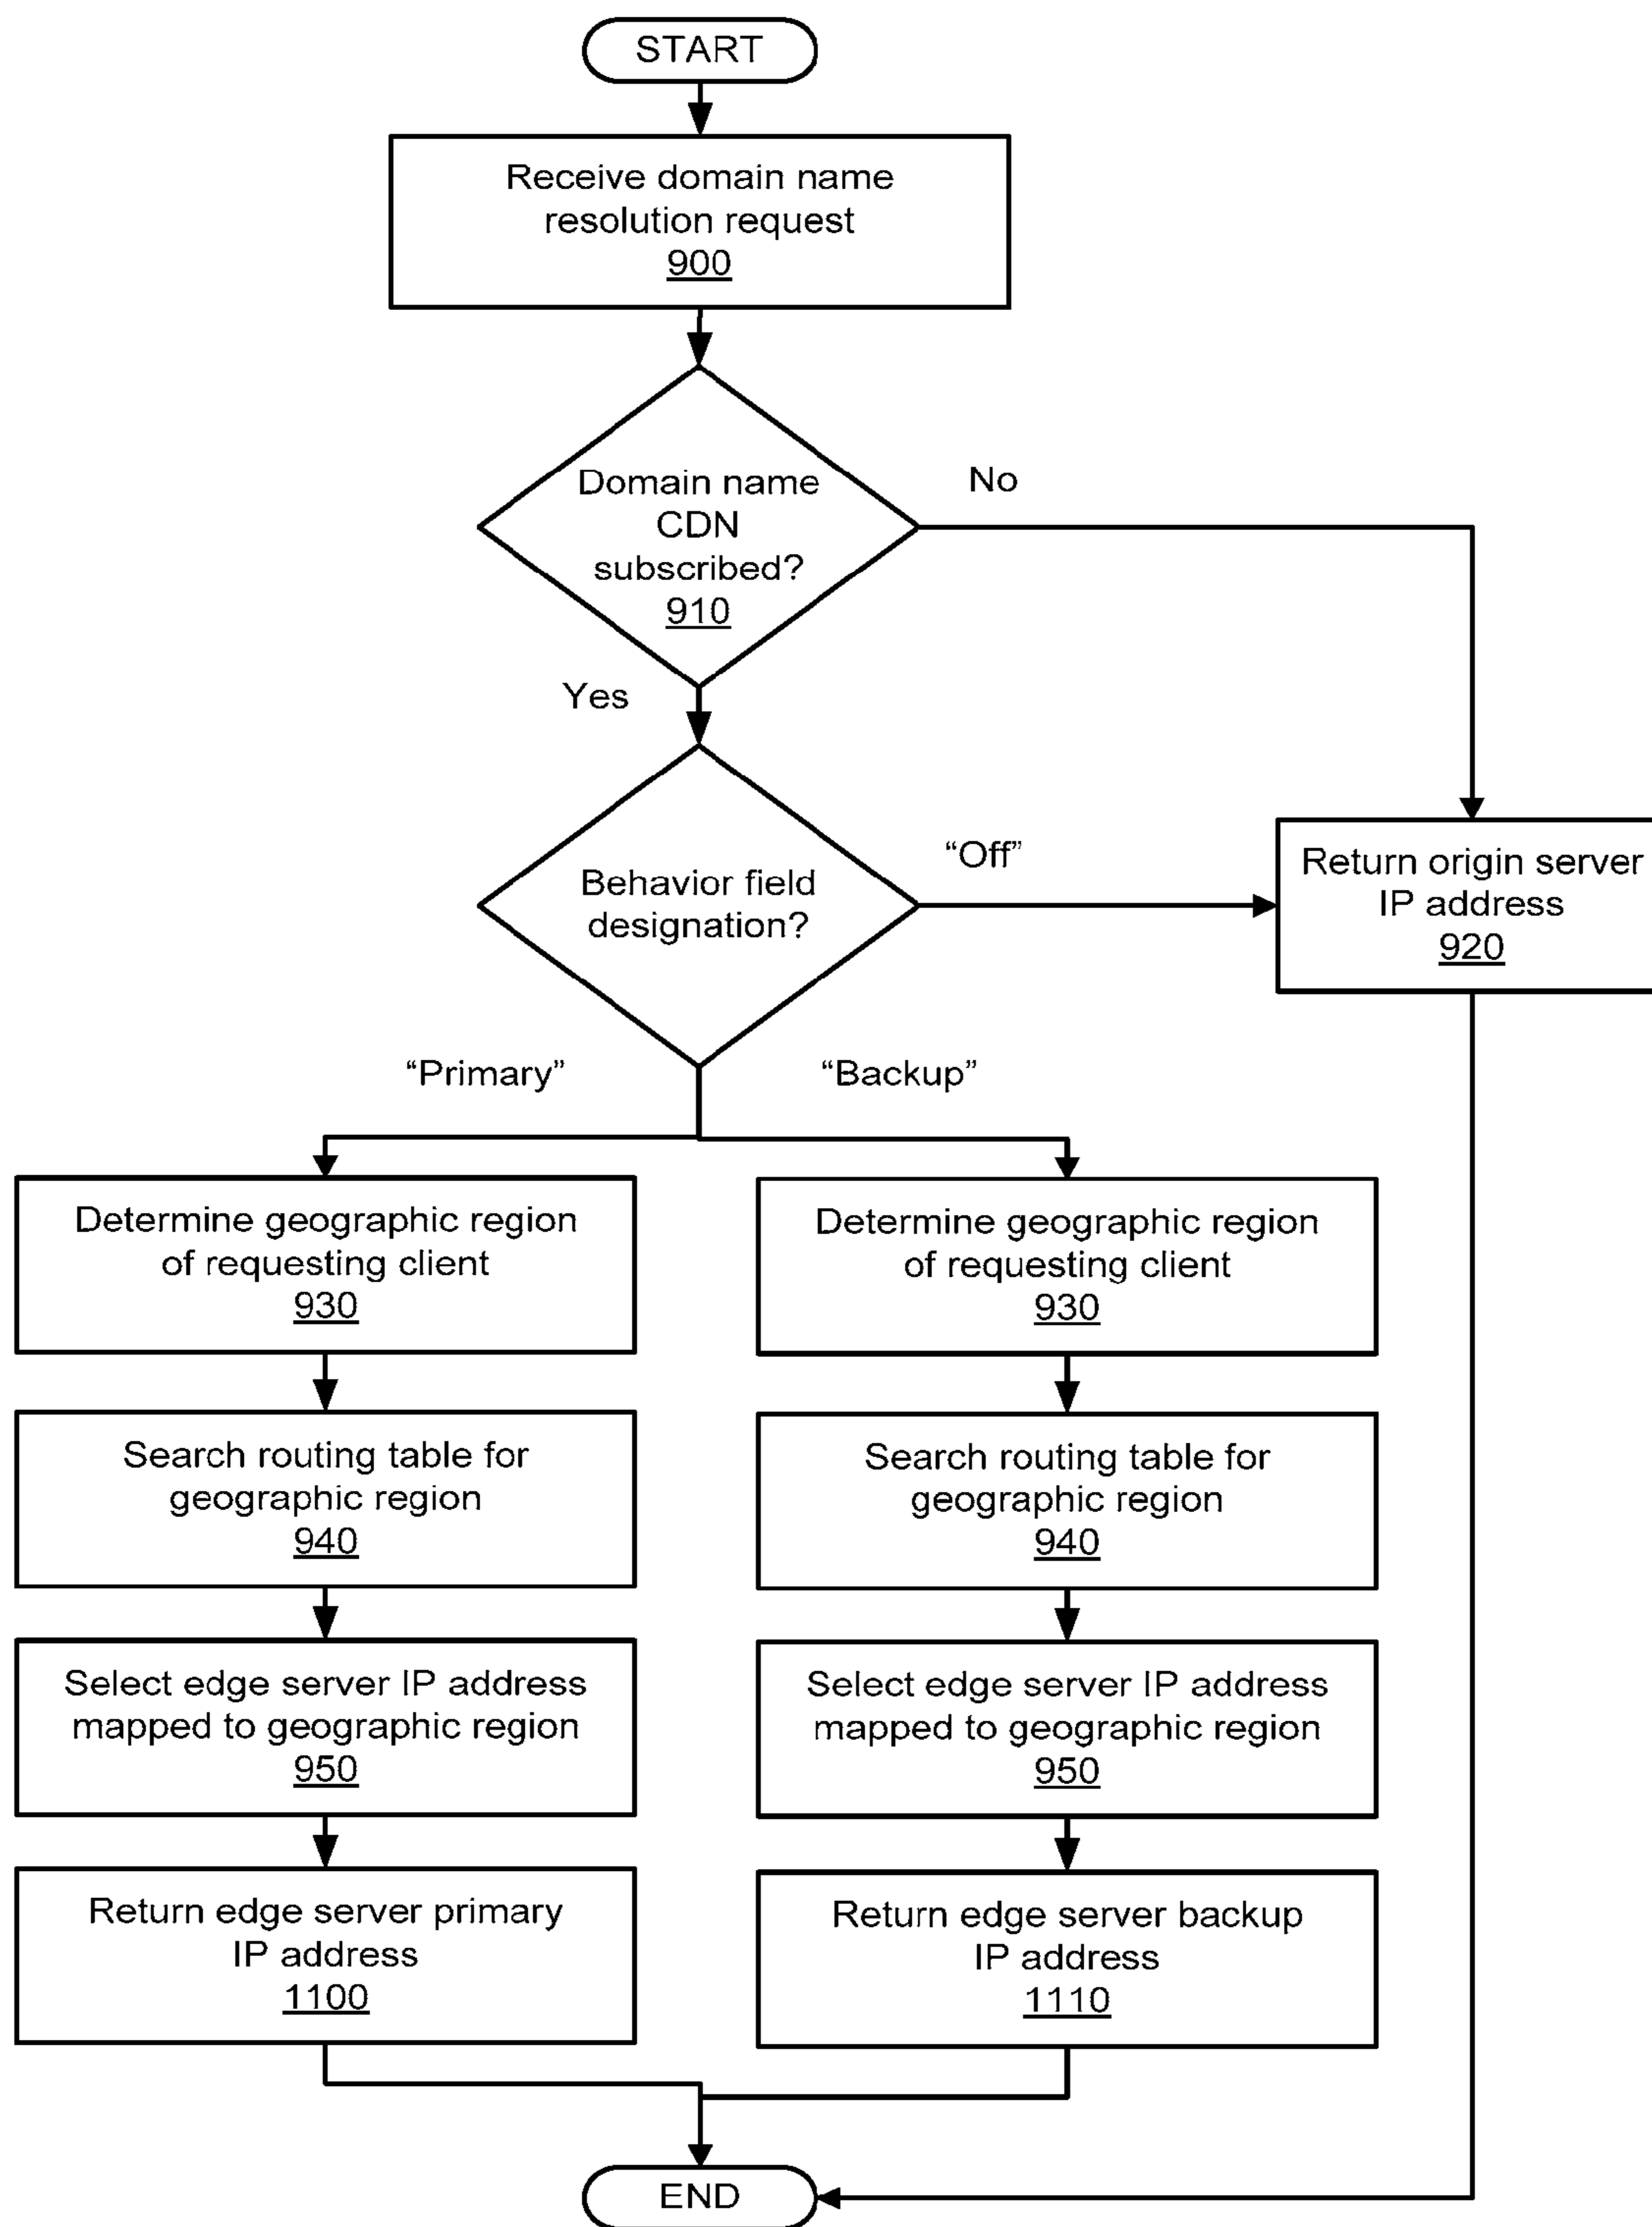 START
Receive domain name
resolution request
900
Domain name
CDN
subscribed?
910
No
Yes
Behavior field
designation?
“Off”
Return origin server
IP address
920
“Primary”
“Backup”
Determine geographic region
of requesting client
930
Determine geographic region
of requesting client
930
Search routing table for
geographic region
940
Search routing table for
geographic region
940
Select edge server IP address
mapped to geographic region
950
Select edge server IP address
mapped to geographic region
950
Return edge server primary
IP address
1100
Return edge server backup
IP address
1110
END